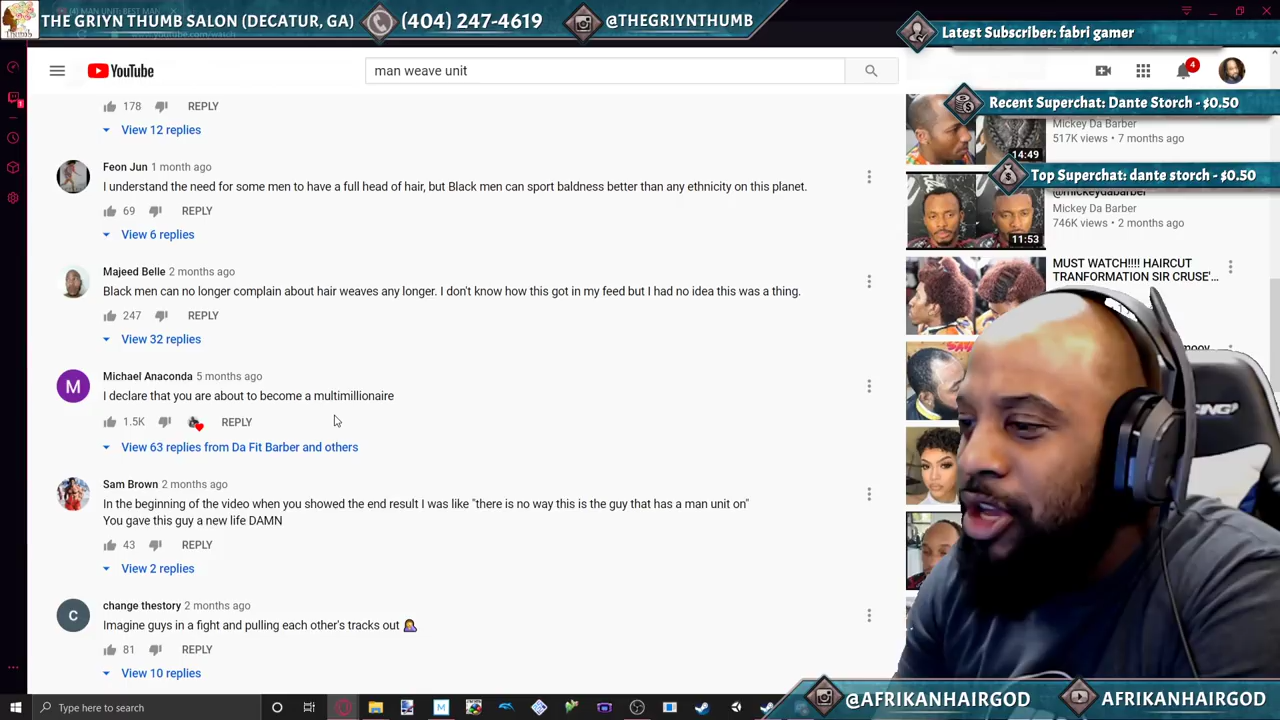 THE GRIYN THUMB SALON (DECATUR, GA) (404) 247-4619 @THEGRIYNTHUMB
Latest Subscriber: fabri gamer
YouTube
man weave unit
4
Recent Superchat: Dante Storch - $0.50
Mickey Da Barber
517K views • 7 months ago
14:49
Top Superchat: dante storch - $0.50
@mickeydabarber
Mickey Da Barber
746K views • 2 months ago
11:53
MUST WATCH!!!! HAIRCUT
TRANFORMATION SIR CRUSE'...
178 REPLY
View 12 replies
Feon Jun 1 month ago
I understand the need for some men to have a full head of hair, but Black men can sport baldness better than any ethnicity on this planet.
69 REPLY
View 6 replies
Majeed Belle 2 months ago
Black men can no longer complain about hair weaves any longer. I don't know how this got in my feed but I had no idea this was a thing.
247 REPLY
View 32 replies
Michael Anaconda 5 months ago
M
I declare that you are about to become a multimillionaire
1.5K REPLY
View 63 replies from Da Fit Barber and others
Sam Brown 2 months ago
In the beginning of the video when you showed the end result I was like "there is no way this is the guy that has a man unit on"
You gave this guy a new life DAMN
43 REPLY
View 2 replies
change thestory 2 months ago
C
Imagine guys in a fight and pulling each other's tracks out
81 REPLY
View 10 replies
Type here to search
@AFRIKANHAIRGOD AFRIKANHAIRGOD